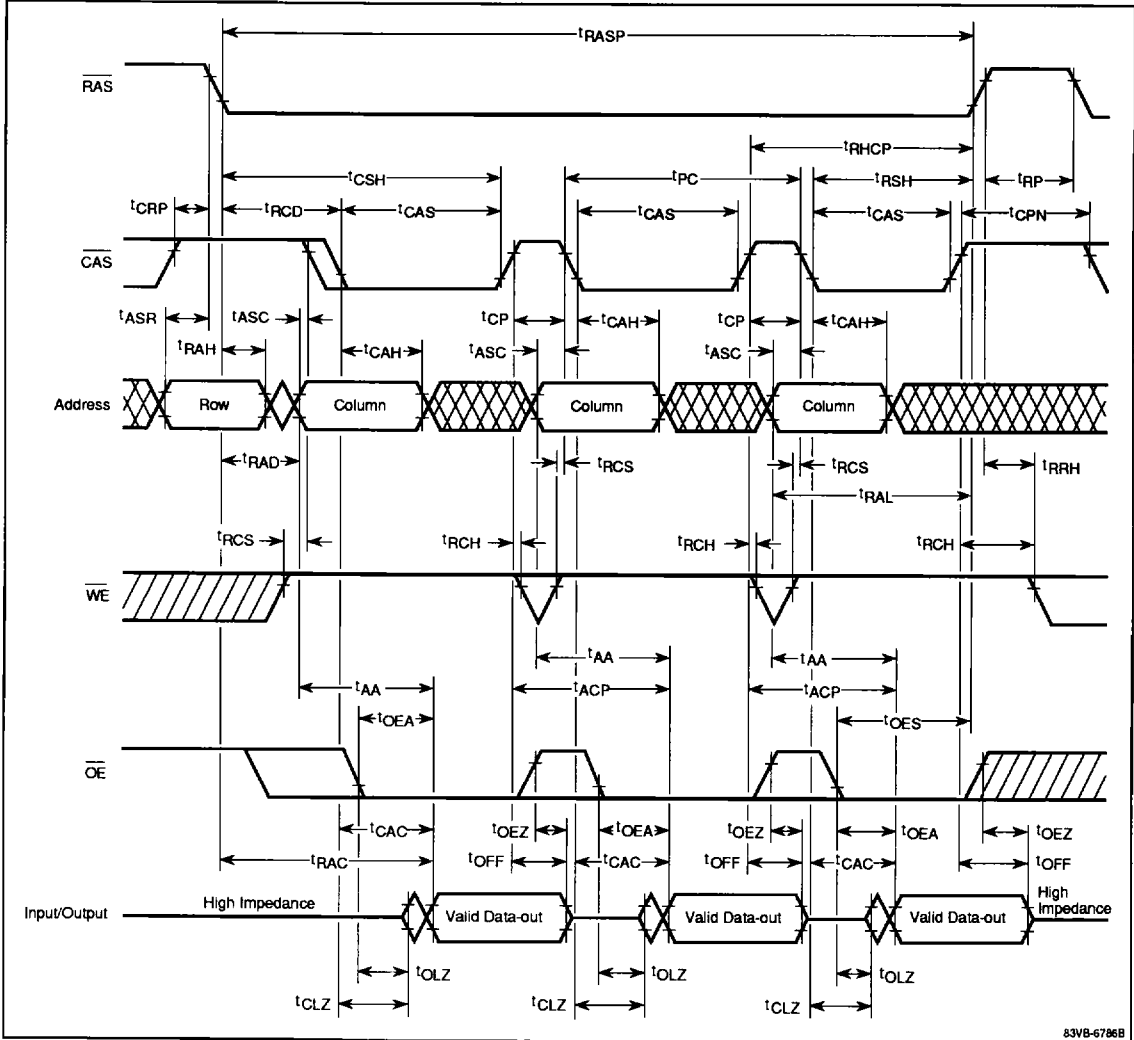 tRASP
RAS
tRHCP
tCSH
tPC
tRSH
tRP
tCRP
tRCD
tCAS
tCAS
tCAS
tCPN
CAS
tASR
tASC
tCP
tCAH
tCP
tCAH
tRAH
tCAH
tASC
tASC
Address
Row
Column
Column
Column
tRAD
tRCS
tRCS
tRRH
tRAL
tRCS
tRCH
tRCH
tRCH
WE
tAA
tAA
tAA
tACP
tACP
tOEA
tOES
OE
tCAC
tOEZ
tOEA
tOEZ
tOEA
tOEZ
tRAC
tOFF
tCAC
tOFF
tCAC
tOFF
Input/Output
High Impedance
Valid Data-out
Valid Data-out
Valid Data-out
High
Impedance
tOLZ
tOLZ
tOLZ
tCLZ
tCLZ
tCLZ
83VB-6786B